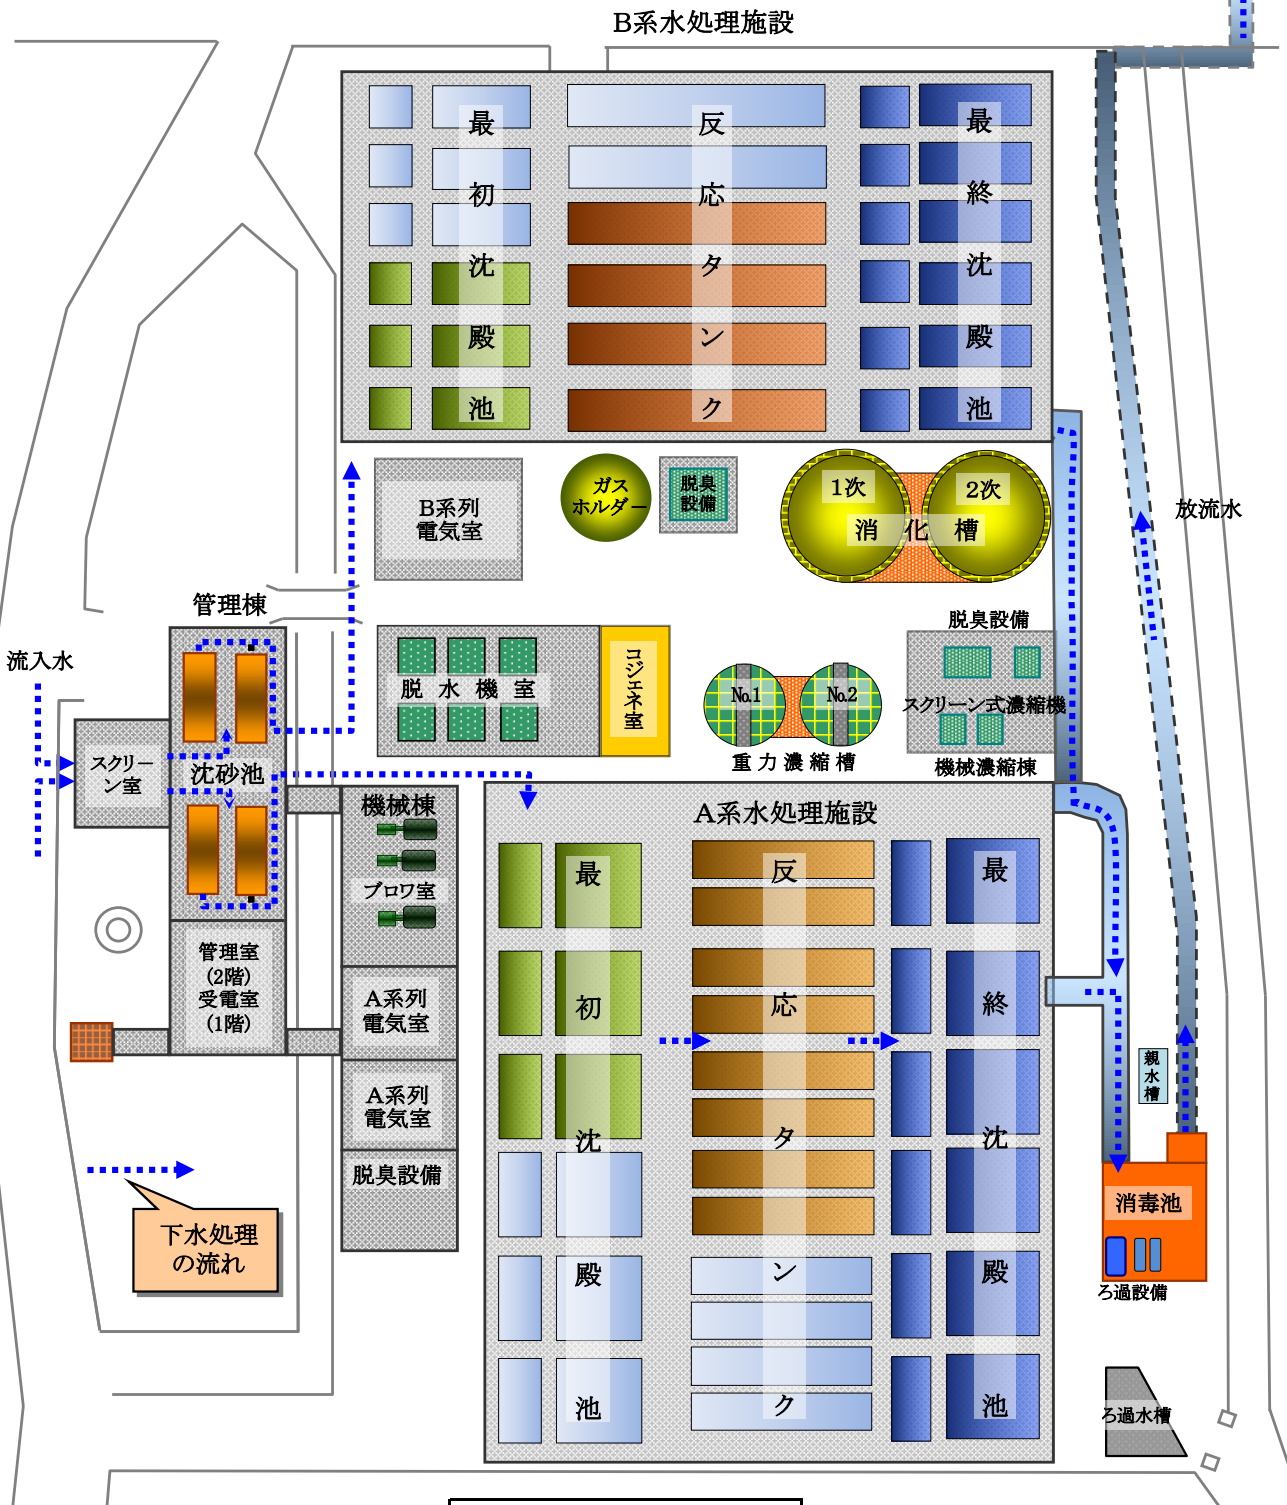 B系水処理施設
最初沈殿池
反応タンク
最終沈殿池
B系列
電気室
ガス
ホルダー
脱臭
設備
1次
2次
消化槽
放流水
管理棟
流入水
脱水機室
コジェネ室
№1
№2
重力濃縮槽
脱臭設備
スクリーン式濃縮機
機械濃縮棟
スクリー
ン室
沈砂池
機械棟
ブロワ室
A系水処理施設
最初沈殿池
反応タンク
最終沈殿池
管理室
(2階)
受電室
(1階)
A系列
電気室
A系列
電気室
脱臭設備
親水槽
消毒池
ろ過設備
ろ過水槽
下水処理
の流れ